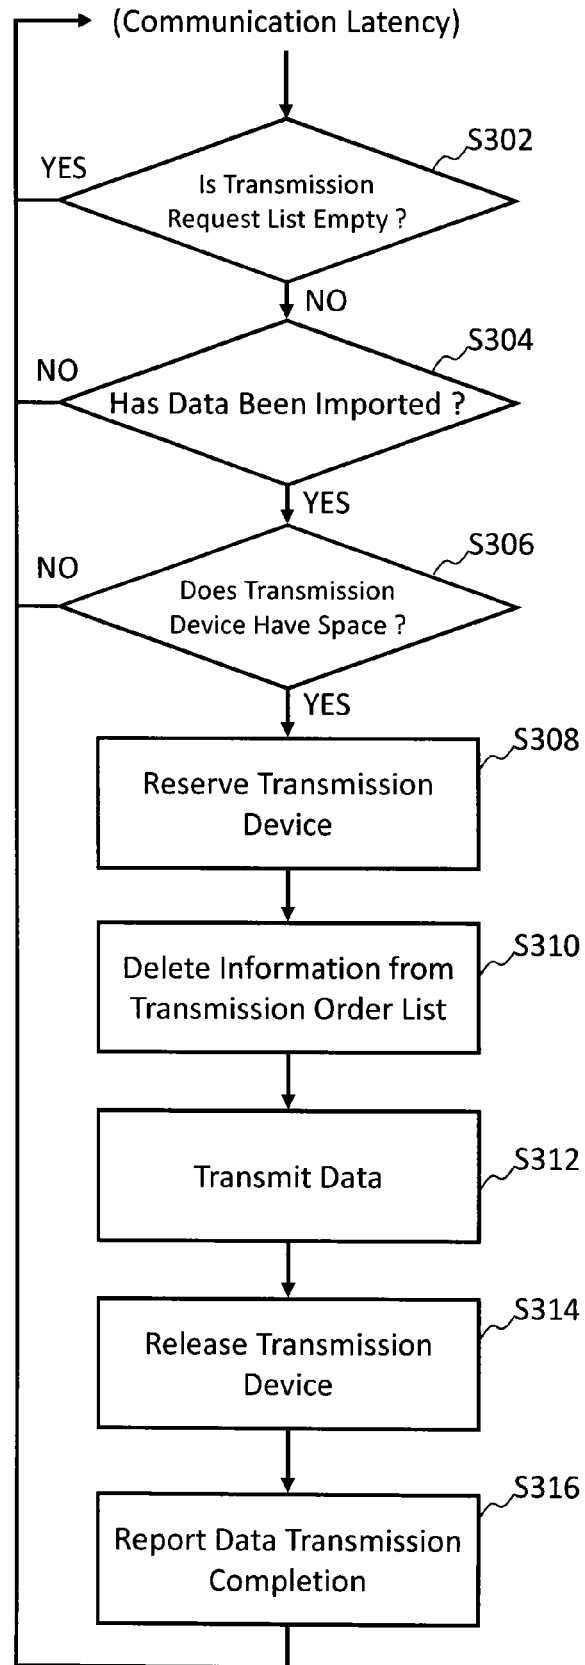 (Communication Latency)
S302
YES
Is Transmission
Request List Empty ?
NO
S304
NO
Has Data Been Imported ?
YES
S306
NO
Does Transmission
Device Have Space ?
YES
S308
Reserve Transmission
Device
S310
Delete Information from
Transmission Order List
S312
Transmit Data
S314
Release Transmission
Device
S316
Report Data Transmission
Completion